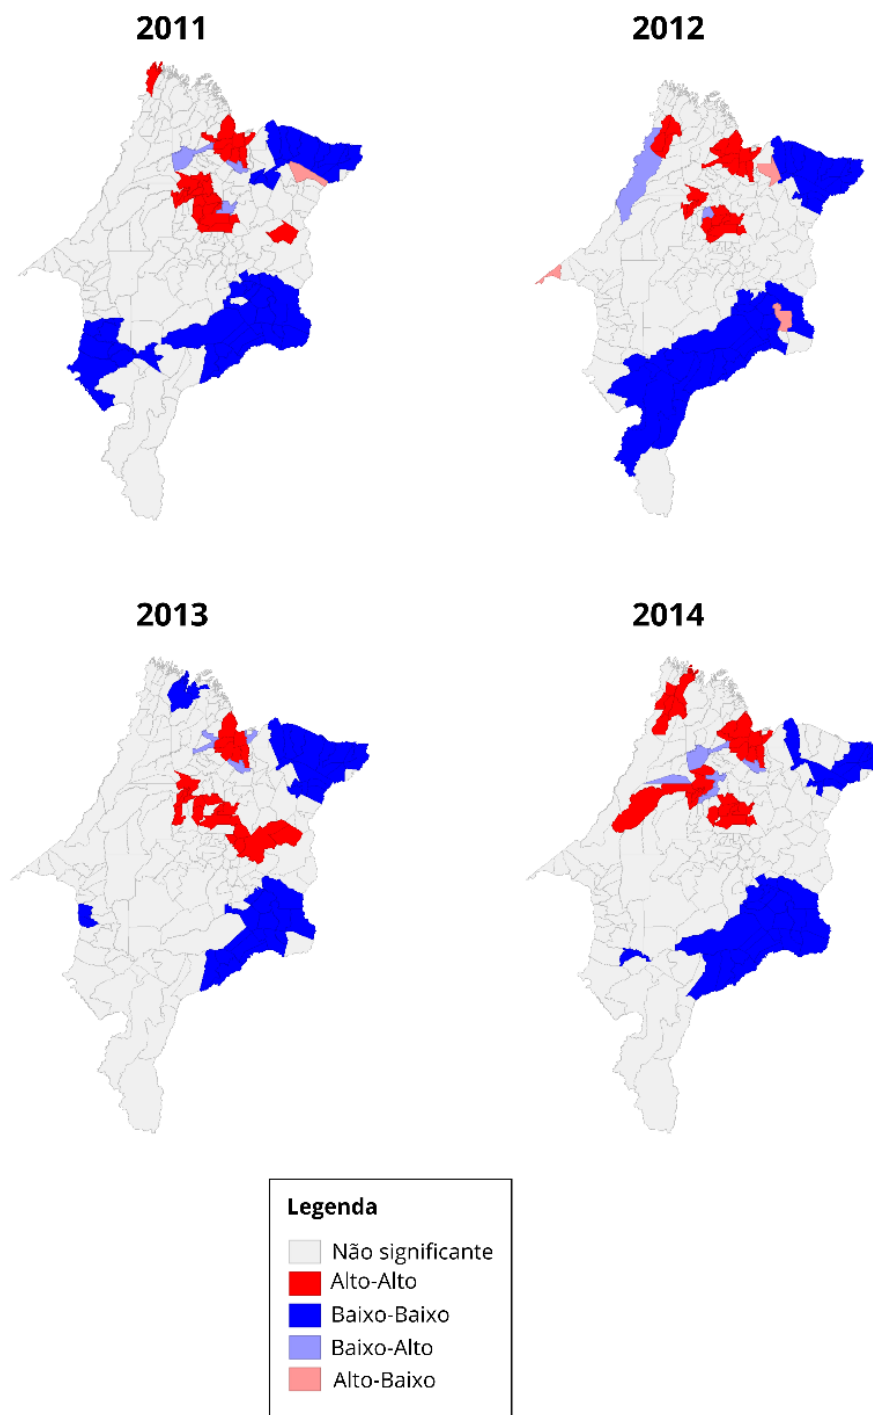 2011
2012
2013
2014
Legenda
Não significante
Alto-Alto
Baixo-Baixo
Baixo-Alto
Alto-Baixo